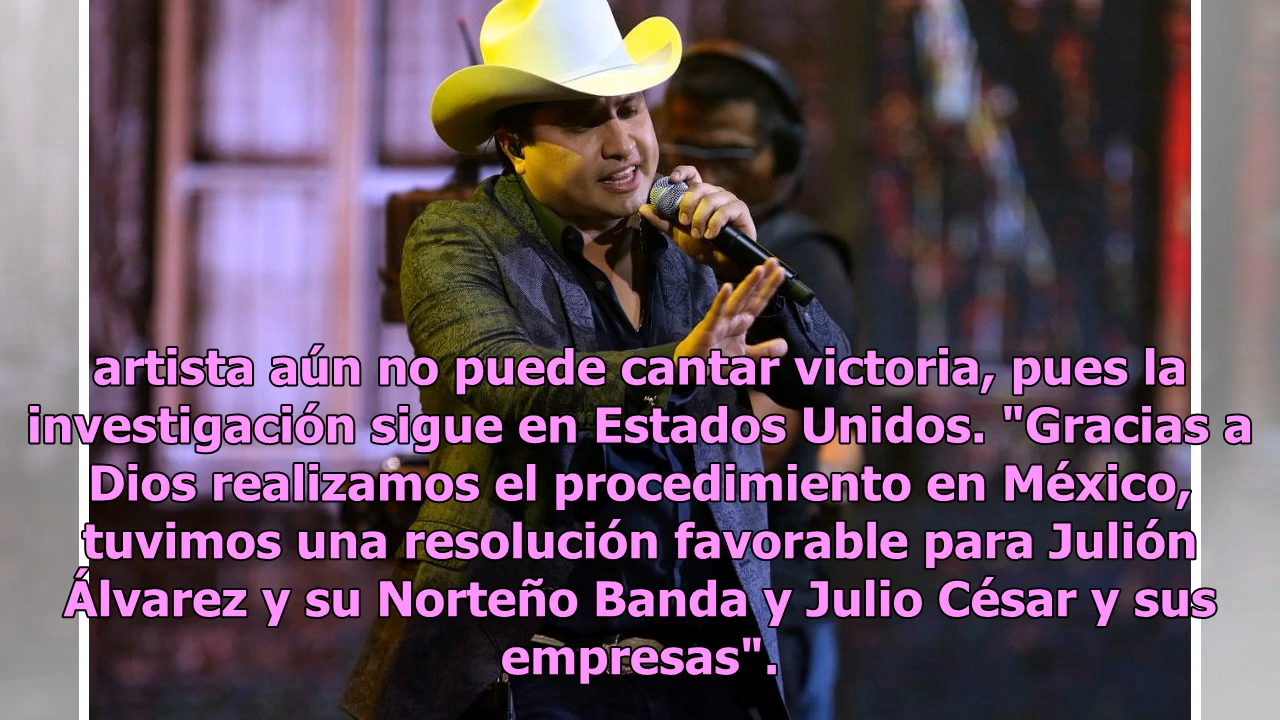 artista aún no puede cantar victoria, pues la
investigación sigue en Estados Unidos. "Gracias a
Dios realizamos el procedimiento en México,
tuvimos una resolución favorable para Julión
Álvarez y su Norteño Banda y Julio César y sus
empresas".